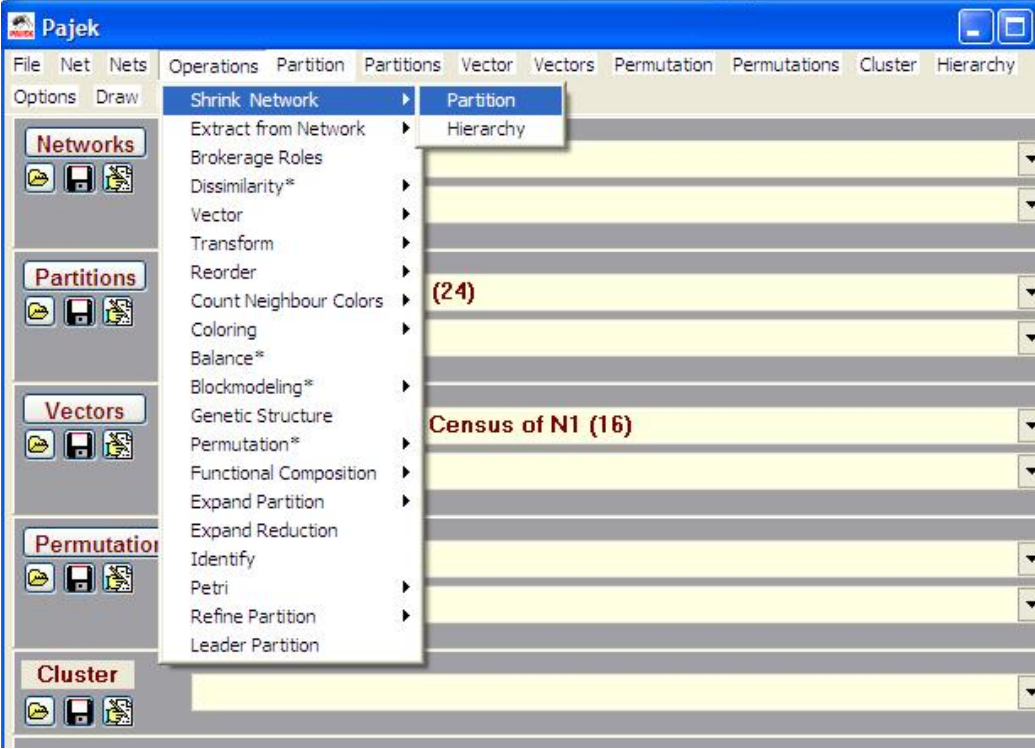 Pajek
File Net Nets Operations Partition Partitions Vector Vectors Permutation Permutations Cluster Hierarchy
Options Draw
Shrink Network
Partition
Extract from Network
Hierarchy
Networks
Brokerage Roles
Dissimilarity*
Vector
Transform
Reorder
Partitions
Count Neighbour Colors
(24)
Coloring
Balance*
Blockmodeling*
Vectors
Genetic Structure
Census of N1 (16)
Permutation*
Functional Composition
Expand Partition
Expand Reduction
Permutation
Identify
Petri
Refine Partition
Leader Partition
Cluster